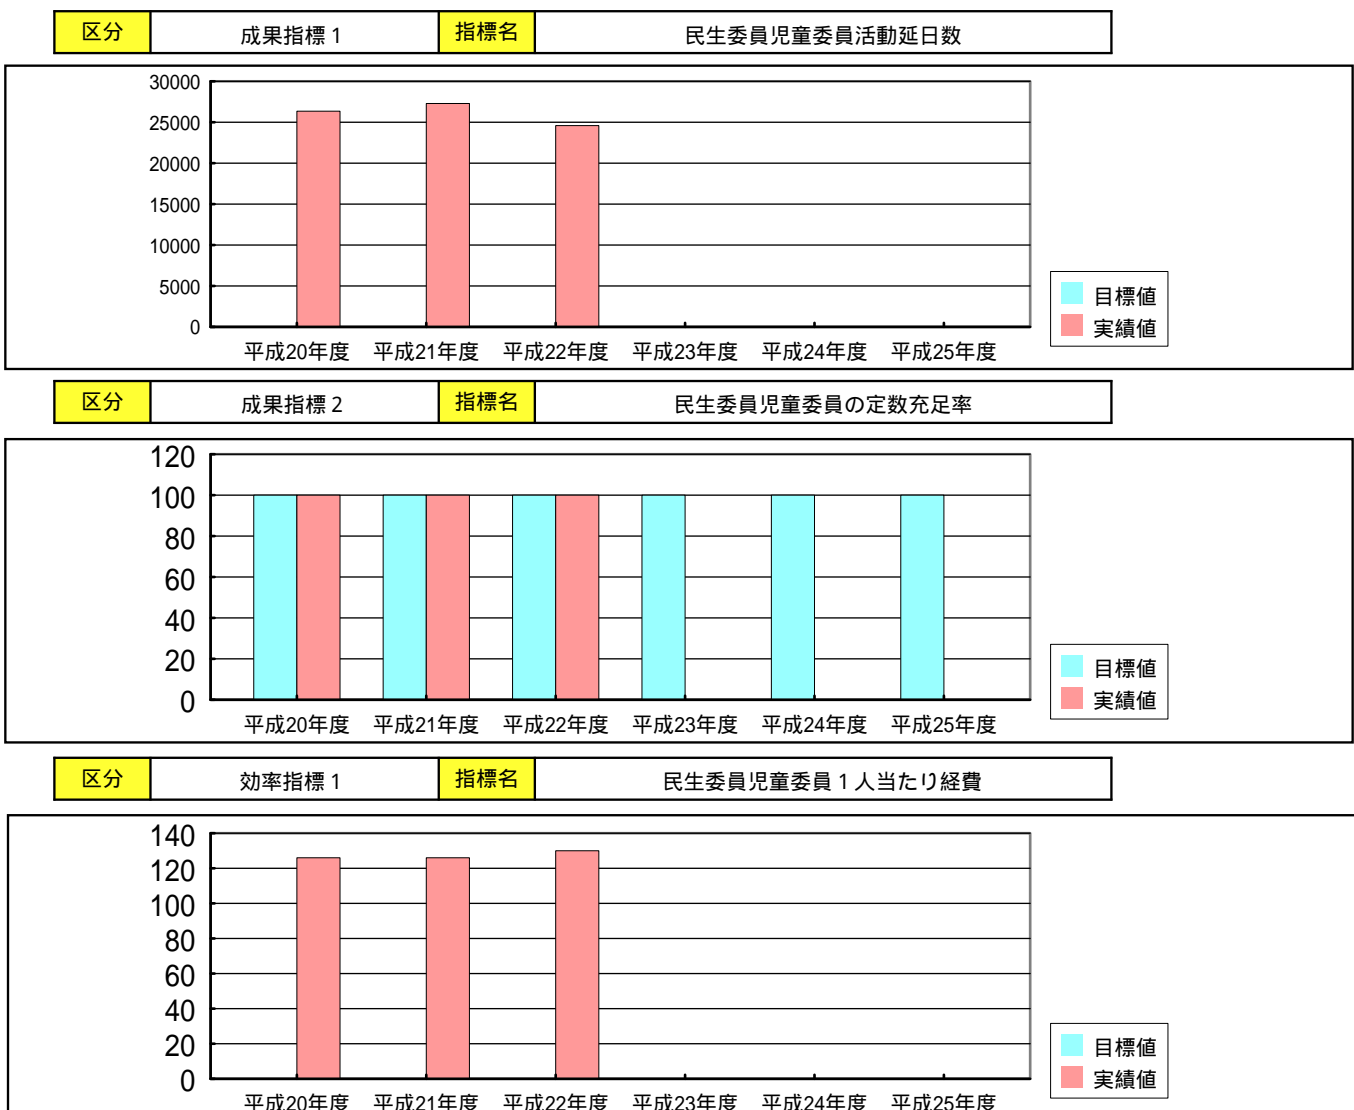 区分 成果指標1 指標名 民生委員児童委員活動延日数
30000
25000
20000
15000
10000
5000
0
平成20年度 平成21年度 平成22年度 平成23年度 平成24年度 平成25年度
目標値
実績値
区分 成果指標2 指標名 民生委員児童委員の定数充足率
120
100
80
60
40
20
0
平成20年度 平成21年度 平成22年度 平成23年度 平成24年度 平成25年度
目標値
実績値
区分 効率指標1 指標名 民生委員児童委員1人当たり経費
140
120
100
80
60
40
20
0
平成20年度 平成21年度 平成22年度 平成23年度 平成24年度 平成25年度
目標値
実績値